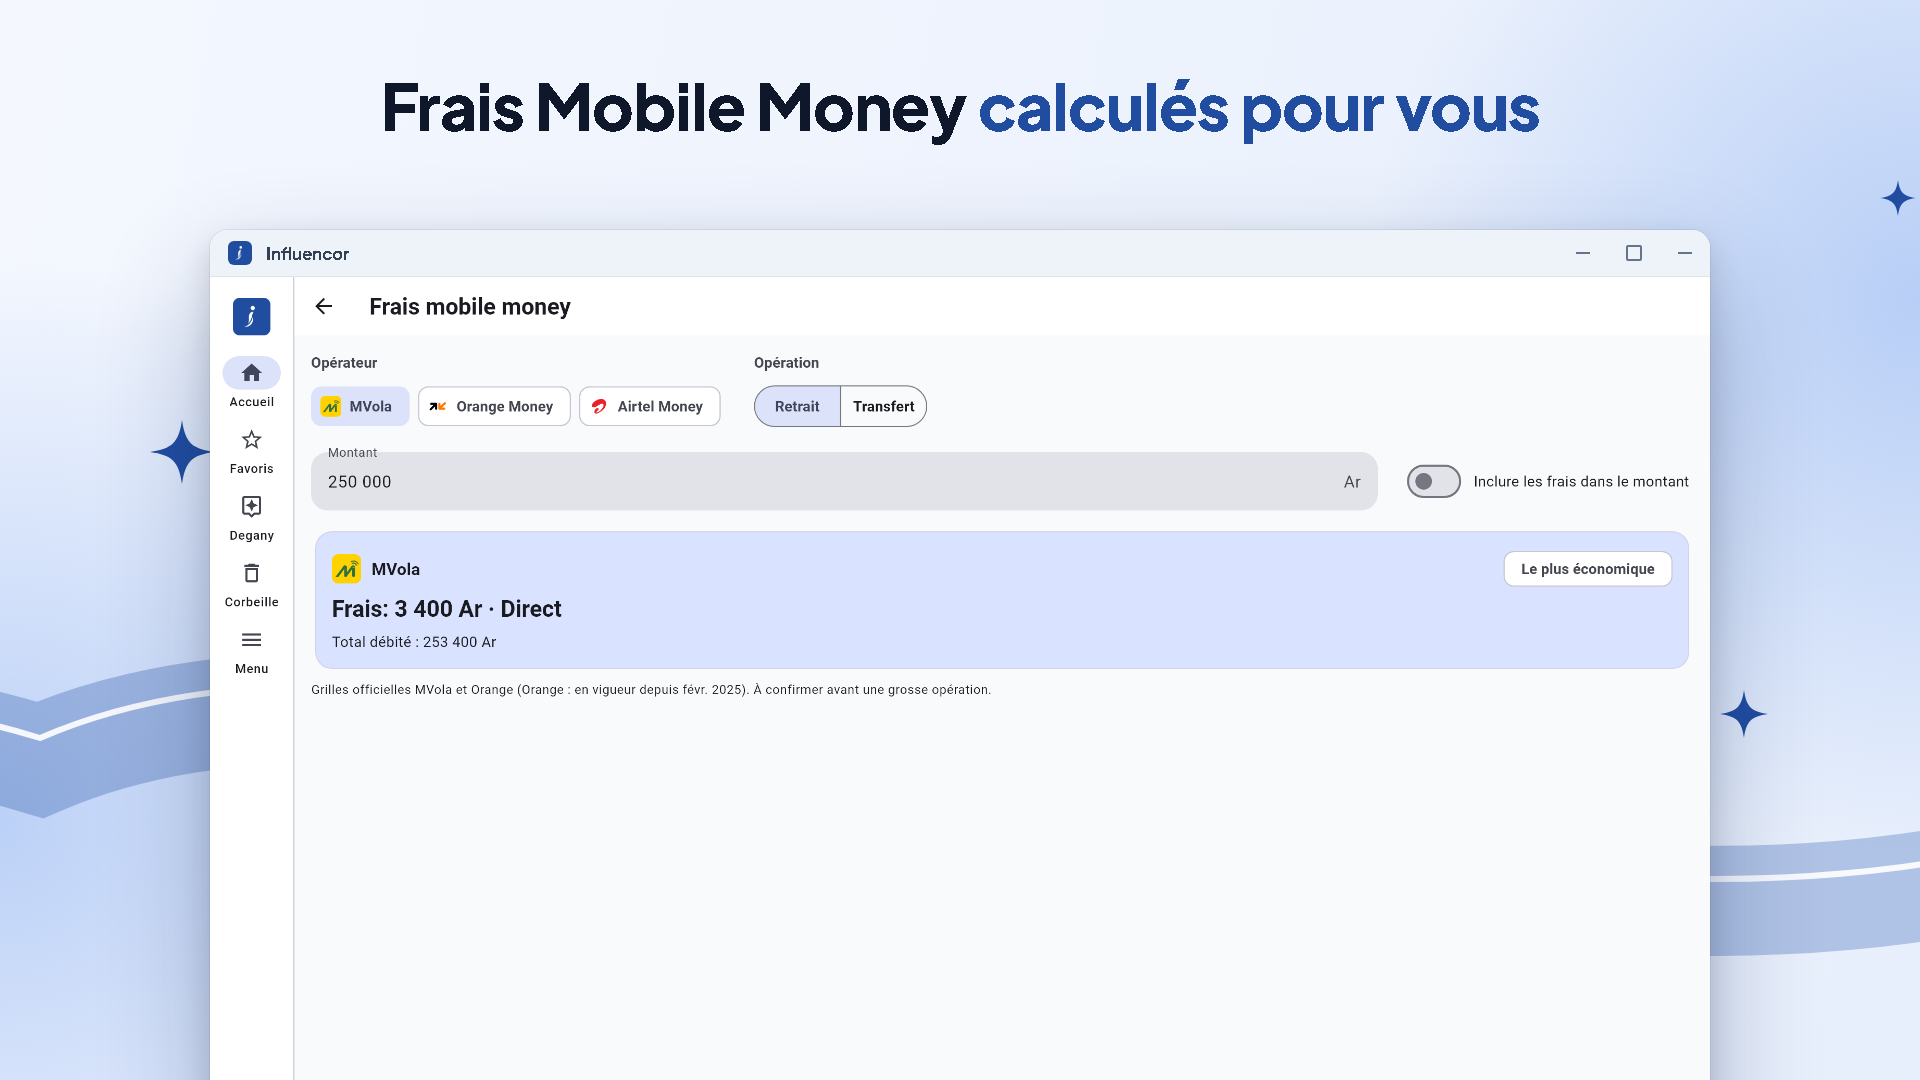 Frais Mobile Money calculés pour vous
Influencor
Frais mobile money
Accueil
Favoris
Degany
Corbeille
Menu
Opérateur
MVola
Orange Money
Airtel Money
Opération
Retrait
Transfert
Montant
250 000 Ar
Inclure les frais dans le montant
MVola
Le plus économique
Frais: 3 400 Ar · Direct
Total débité : 253 400 Ar
Grilles officielles MVola et Orange (Orange : en vigueur depuis févr. 2025). À confirmer avant une grosse opération.